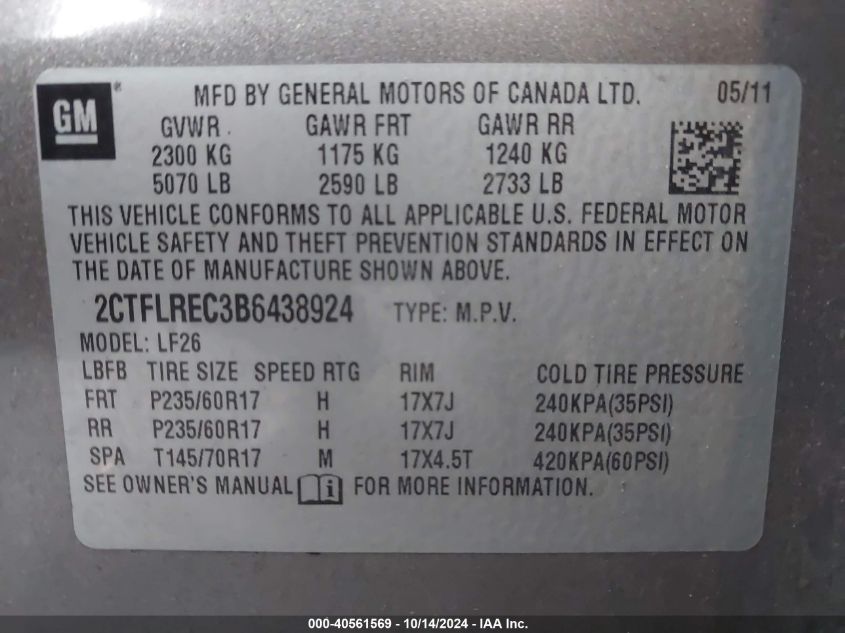 GM
MFD BY GENERAL MOTORS OF CANADA LTD. 05/11
GVWR GAWR FRT GAWR RR
2300 KG 1175 KG 1240 KG
5070 LB 2590 LB 2733 LB
THIS VEHICLE CONFORMS TO ALL APPLICABLE U.S. FEDERAL MOTOR
VEHICLE SAFETY AND THEFT PREVENTION STANDARDS IN EFFECT ON
THE DATE OF MANUFACTURE SHOWN ABOVE.
2CTFLREC3B6438924 TYPE: M.P.V.
MODEL: LF26
LBFB TIRE SIZE SPEED RTG RIM COLD TIRE PRESSURE
FRT P235/60R17 H 17X7J 240KPA(35PSI)
RR P235/60R17 H 17X7J 240KPA(35PSI)
SPA T145/70R17 M 17X4.5T 420KPA(60PSI)
SEE OWNER'S MANUAL i FOR MORE INFORMATION.
000-40561569 - 10/14/2024 - IAA Inc.